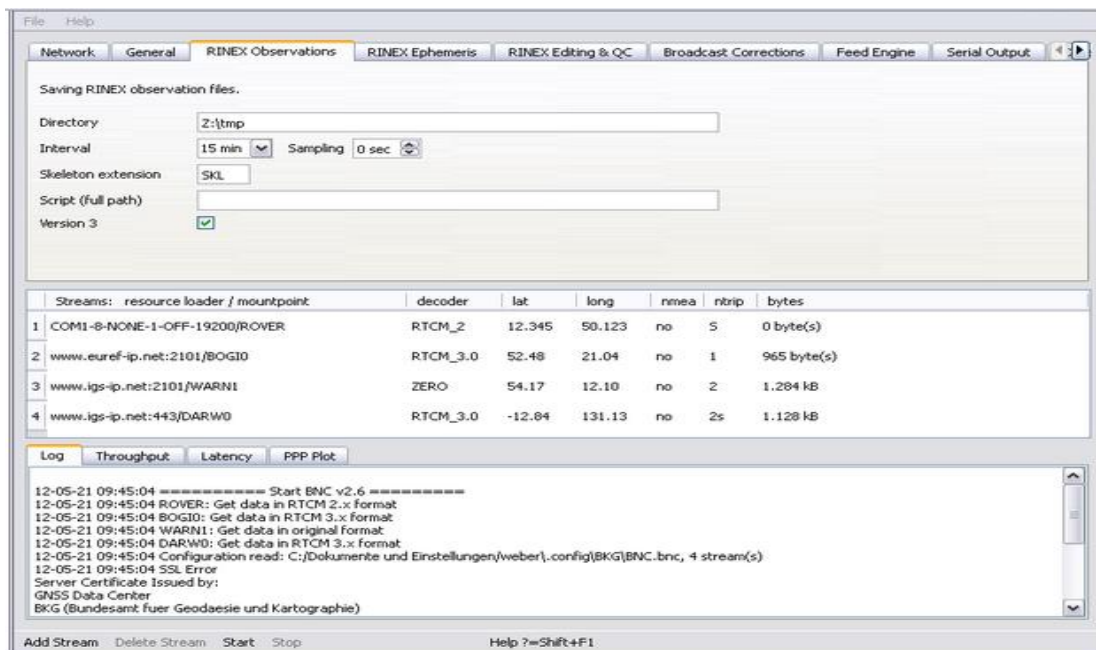 File Help
Network General RINEX Observations RINEX Ephemeris RINEX Editing & QC Broadcast Corrections Feed Engine Serial Output
Saving RINEX observation files.
Directory Z:\tmp
Interval 15 min Sampling 0 sec
Skeleton extension SKL
Script (full path)
Version 3
Streams: resource loader / mountpoint decoder lat long nmea ntrip bytes
1 COM1-8-NONE-1-OFF-19200/ROVER RTCM_2 12.345 50.123 no S 0 byte(s)
2 www.euref-ip.net:2101/BOGI0 RTCM_3.0 52.48 21.04 no 1 965 byte(s)
3 www.igs-ip.net:2101/WARN1 ZERO 54.17 12.10 no 2 1.284 kB
4 www.igs-ip.net:443/DARW0 RTCM_3.0 -12.84 131.13 no 2s 1.128 kB
Log Throughput Latency PPP Plot
12-05-21 09:45:04 ========== Start BNC v2.6 =========
12-05-21 09:45:04 ROVER: Get data in RTCM 2.x format
12-05-21 09:45:04 BOGI0: Get data in RTCM 3.x format
12-05-21 09:45:04 WARN1: Get data in original format
12-05-21 09:45:04 DARW0: Get data in RTCM 3.x format
12-05-21 09:45:04 Configuration read: C:/Dokumente und Einstellungen/weber\.config\BKG\BNC.bnc, 4 stream(s)
12-05-21 09:45:04 SSL Error
Server Certificate Issued by:
GNSS Data Center
BKG (Bundesamt fuer Geodaesie und Kartographie)
Add Stream Delete Stream Start Stop Help ?=Shift+F1